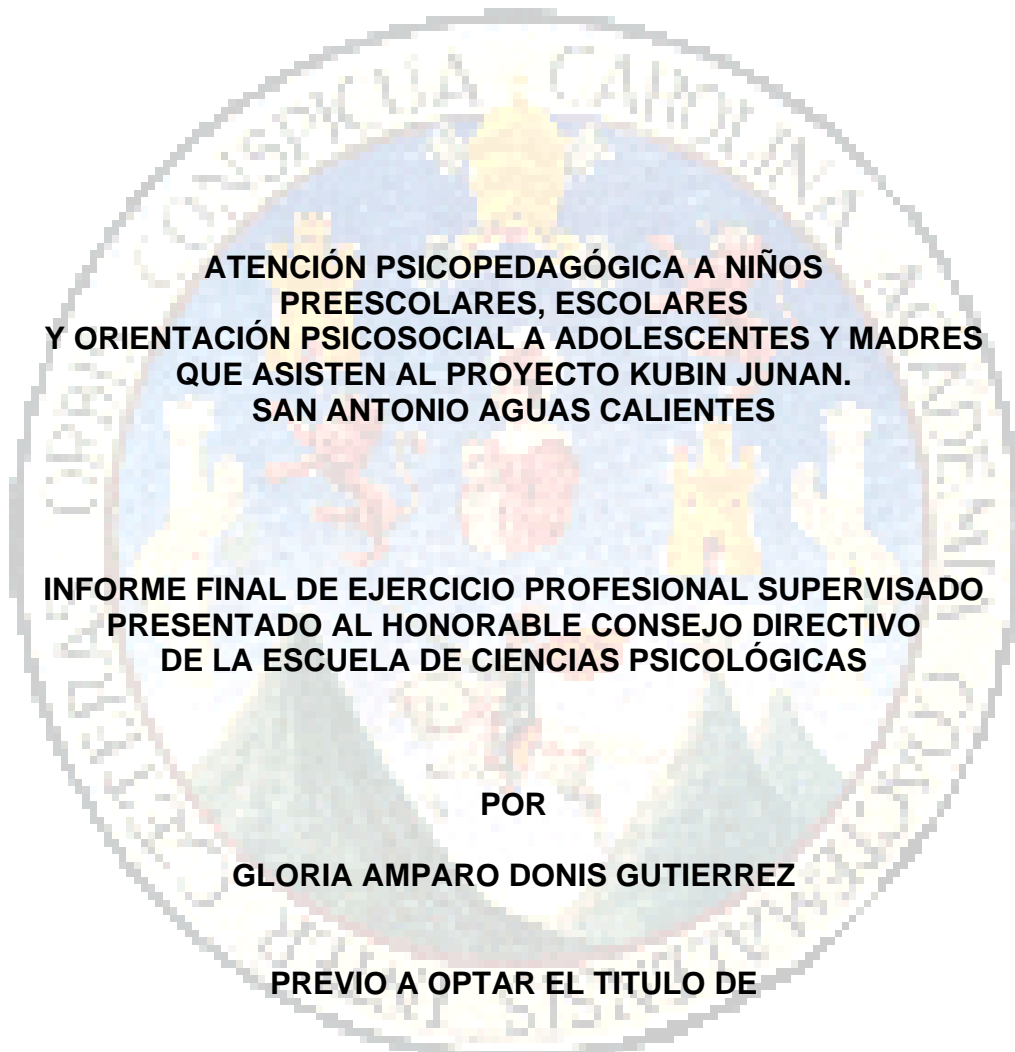 ATENCIÓN PSICOPEDAGÓGICA A NIÑOS
PREESCOLARES, ESCOLARES
Y ORIENTACIÓN PSICOSOCIAL A ADOLESCENTES Y MADRES
QUE ASISTEN AL PROYECTO KUBIN JUNAN.
SAN ANTONIO AGUAS CALIENTES
INFORME FINAL DE EJERCICIO PROFESIONAL SUPERVISADO
PRESENTADO AL HONORABLE CONSEJO DIRECTIVO
DE LA ESCUELA DE CIENCIAS PSICOLÓGICAS
POR
GLORIA AMPARO DONIS GUTIERREZ
PREVIO A OPTAR EL TITULO DE
CONSPICUA CAROLINA